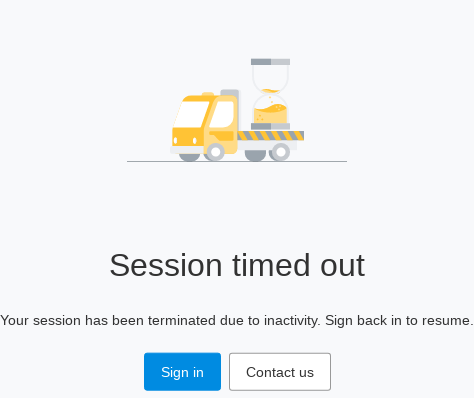 Session timed out
Your session has been terminated due to inactivity. Sign back in to resume.
Sign in
Contact us